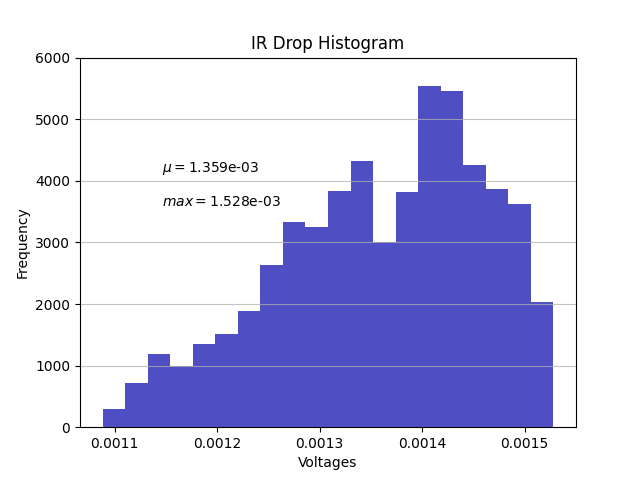 IR Drop Histogram
6000
5000
4000
3000
2000
1000
0
Frequency
μ = 1.359e-03
max = 1.528e-03
0.0011 0.0012 0.0013 0.0014 0.0015
Voltages